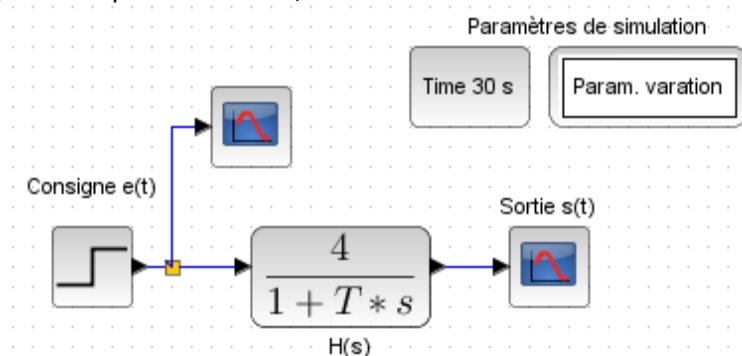 Paramètres de simulation
Time 30 s
Param. varation
Consigne e(t)
Sortie s(t)
4
1 + T * s
H(s)